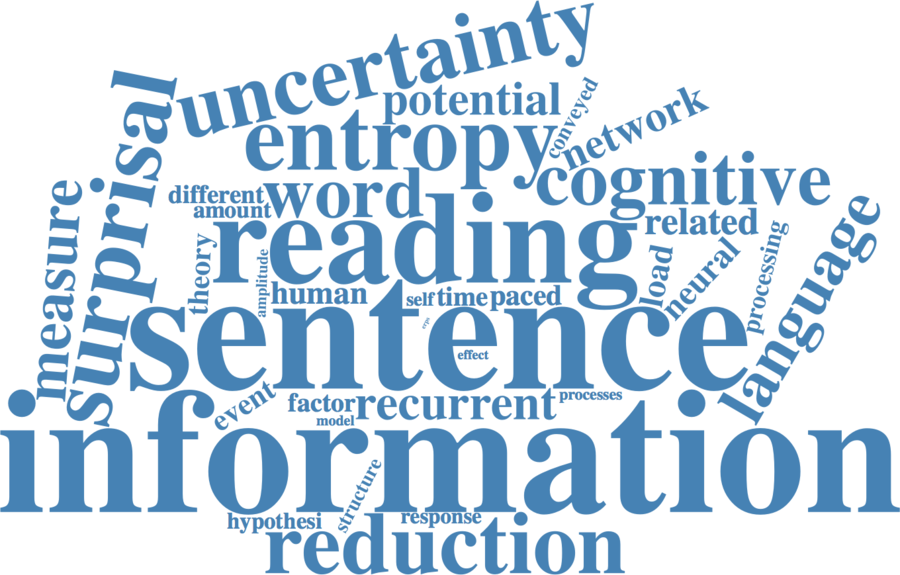 uncertainty
potential
conveyed
network
entropy
surprisal
cognitive
different
word
amount
related
measure
reading
language
theory
amplitude
load
neural
processing
human
self
time
paced
erps
sentence
effect
event
factor
recurrent
processes
model
information
structure
hypothesi
response
reduction